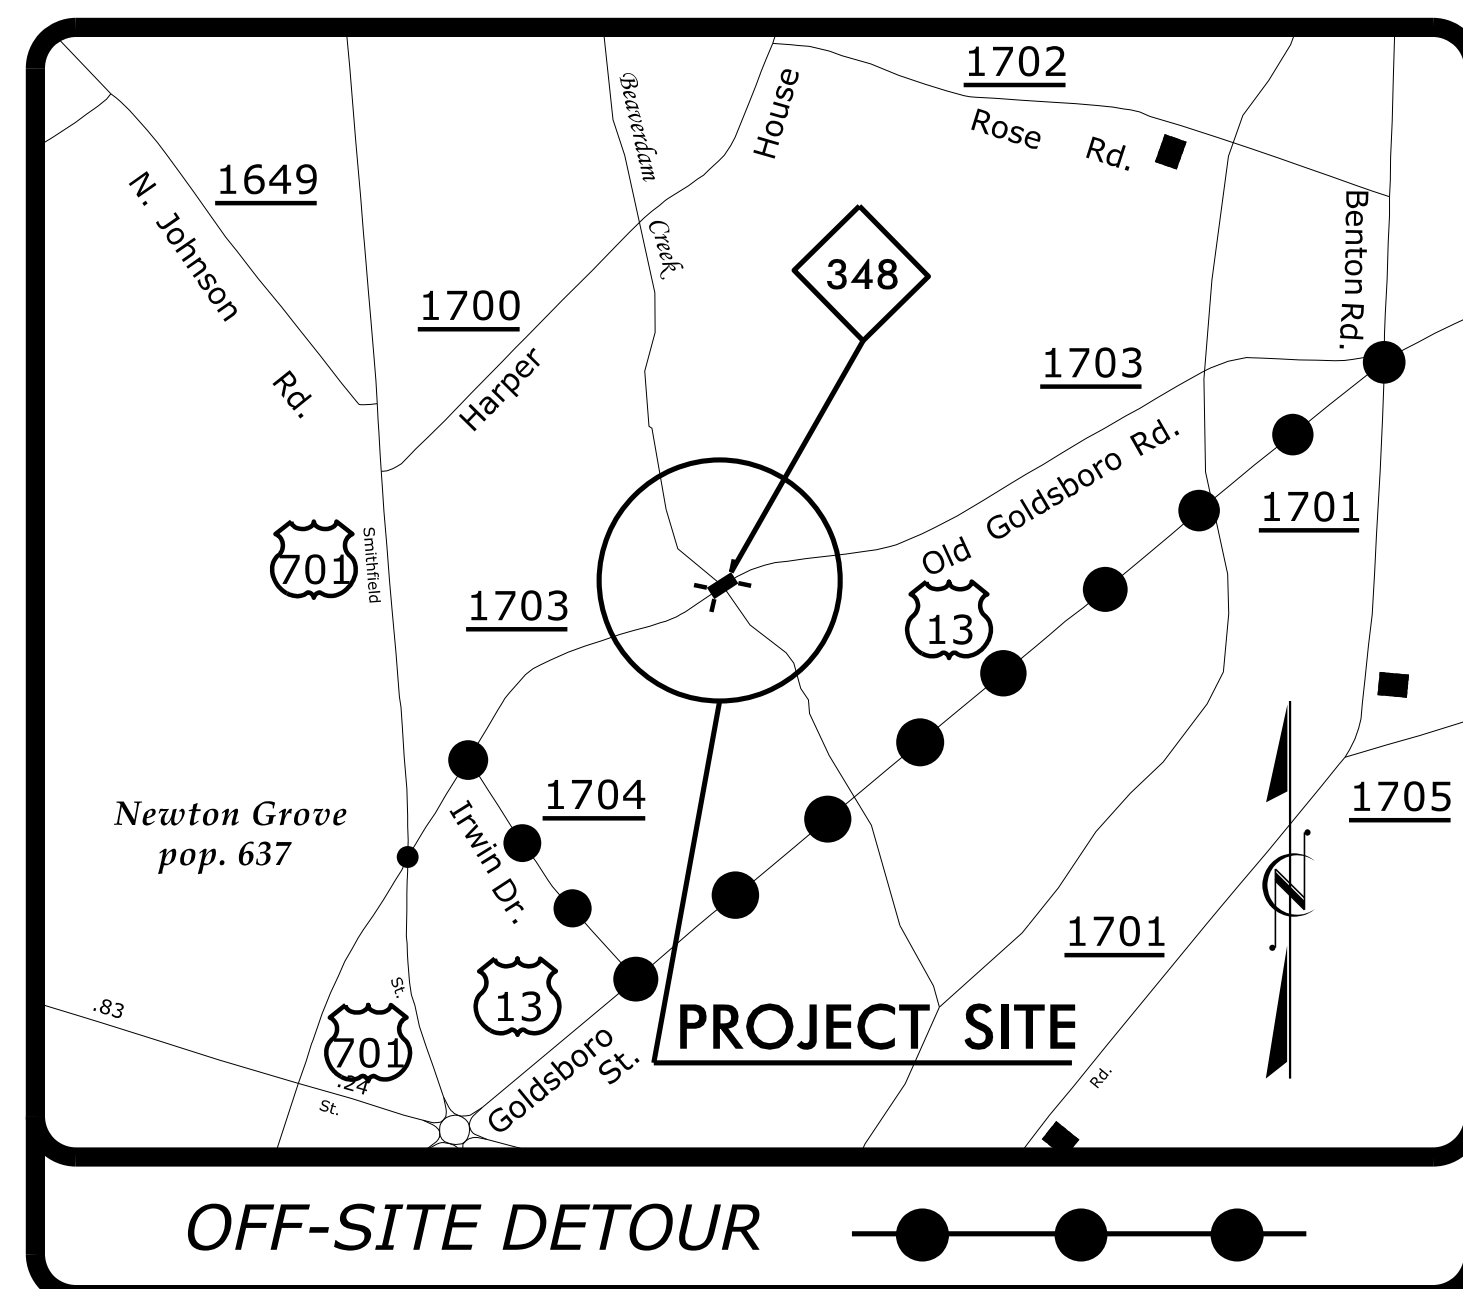 1702
House
Beaverdam
Rose Rd.
1649
N. Johnson
Rd.
Benton Rd.
Creek
348
1700
Harper
1703
Old Goldsboro Rd.
1701
701
Smithfield
1703
13
1704
1705
Newton Grove
pop. 637
Irwin Dr.
N
1701
St.
13
.83
701
.24
St.
PROJECT SITE
Goldsboro
St.
Rd.
OFF-SITE DETOUR